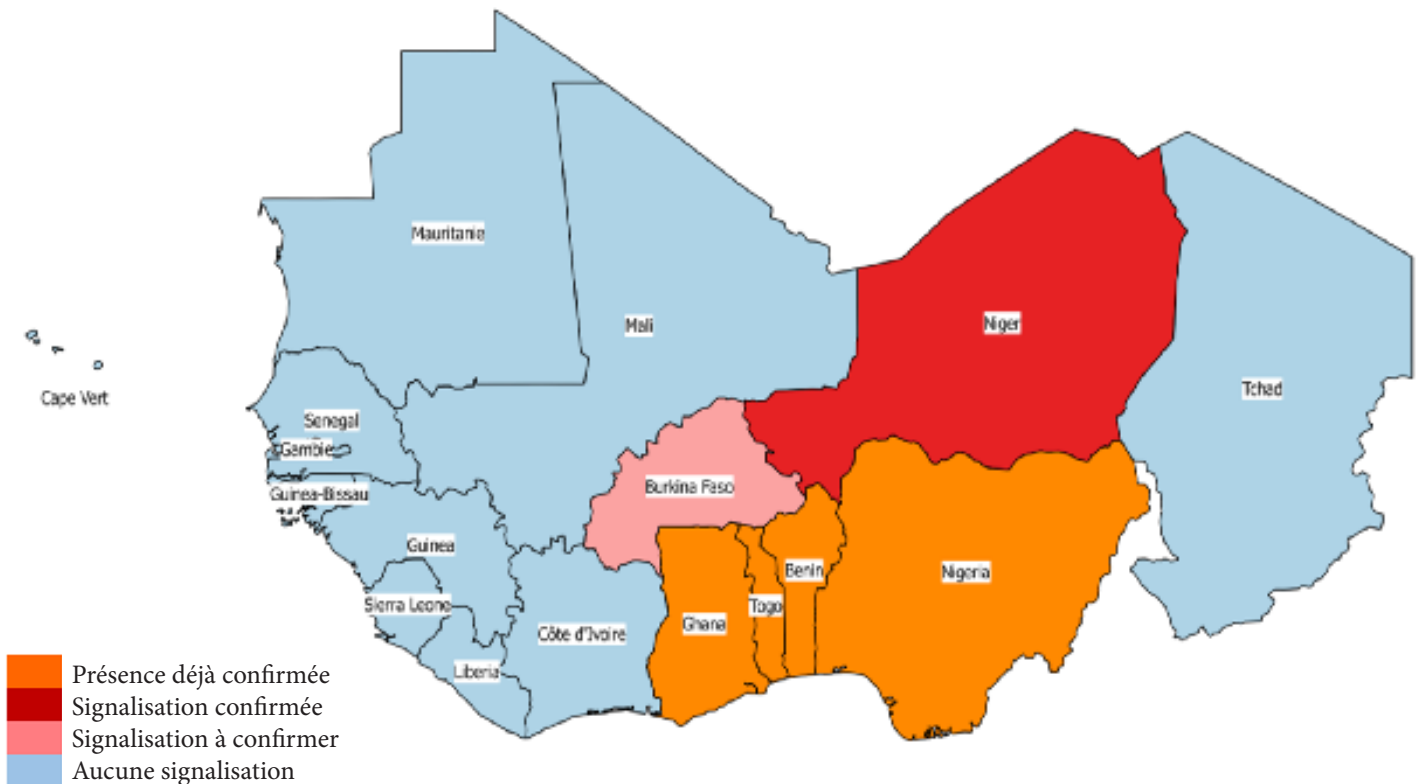 Mauritanie
Niger
Mali
Tchad
Cape Vert
Senegal
Gambie
Burkina Faso
Guinea-Bissau
Guinea
Benin
Nigeria
Sierra Leone
Togo
Ghana
Côte d'Ivoire
Liberia
Présence déjà confirmée
Signalisation confirmée
Signalisation à confirmer
Aucune signalisation